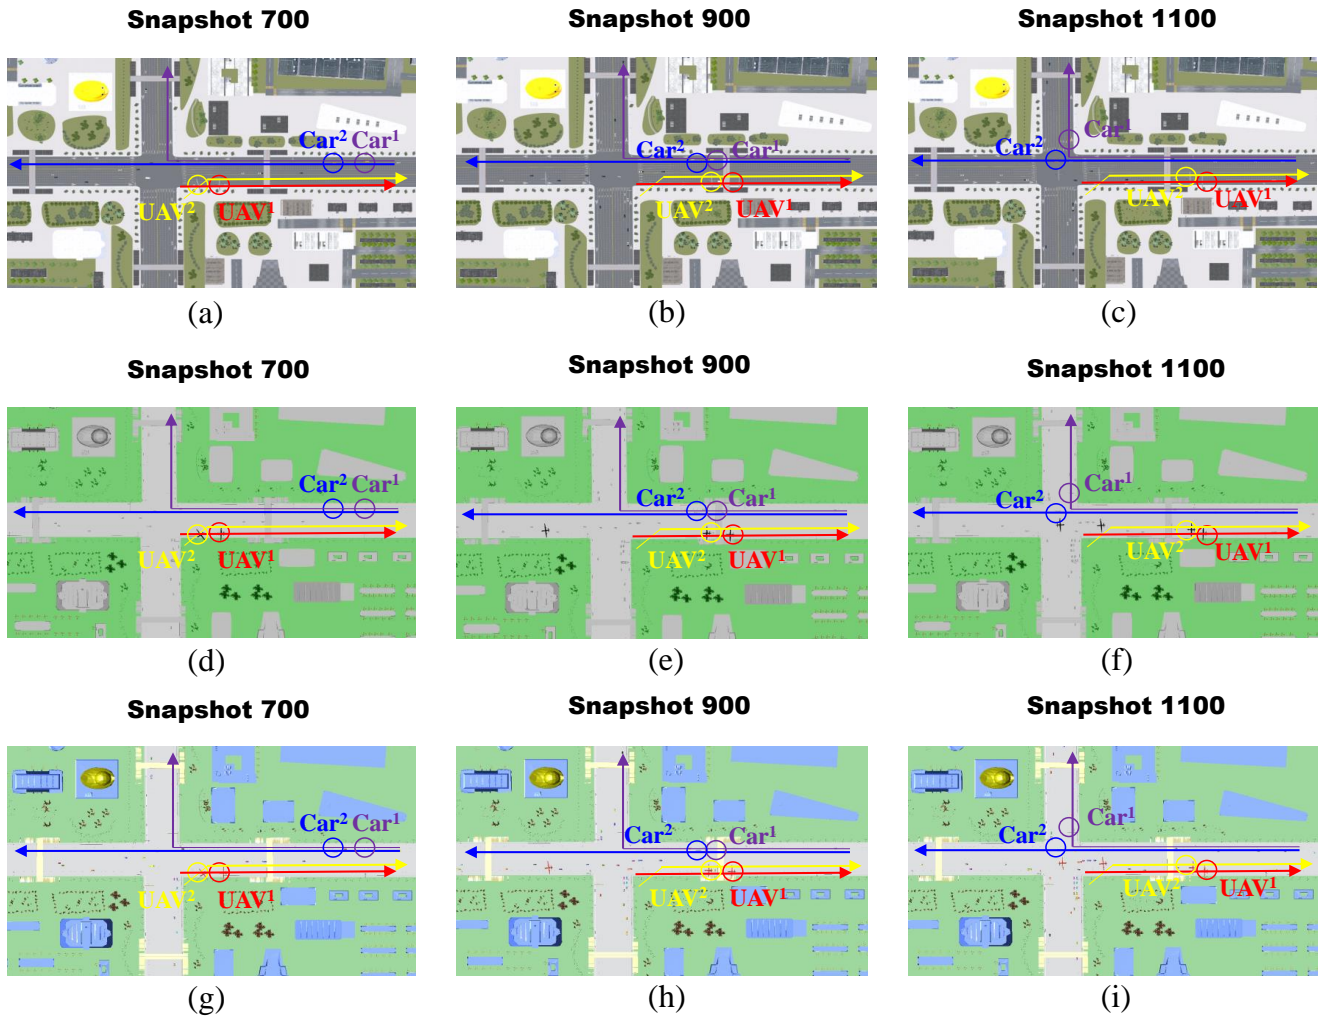 Snapshot 700
Snapshot 900
Snapshot 1100
Car² Car¹
UAV² UAV¹
Car² Car¹
UAV² UAV¹
Car² Car¹
UAV² UAV¹
(a)
(b)
(c)
Snapshot 700
Snapshot 900
Snapshot 1100
Car² Car¹
UAV² UAV¹
Car² Car¹
UAV² UAV¹
Car² Car¹
UAV² UAV¹
(d)
(e)
(f)
Snapshot 700
Snapshot 900
Snapshot 1100
Car² Car¹
UAV² UAV¹
Car² Car¹
UAV² UAV¹
Car² Car¹
UAV² UAV¹
(g)
(h)
(i)